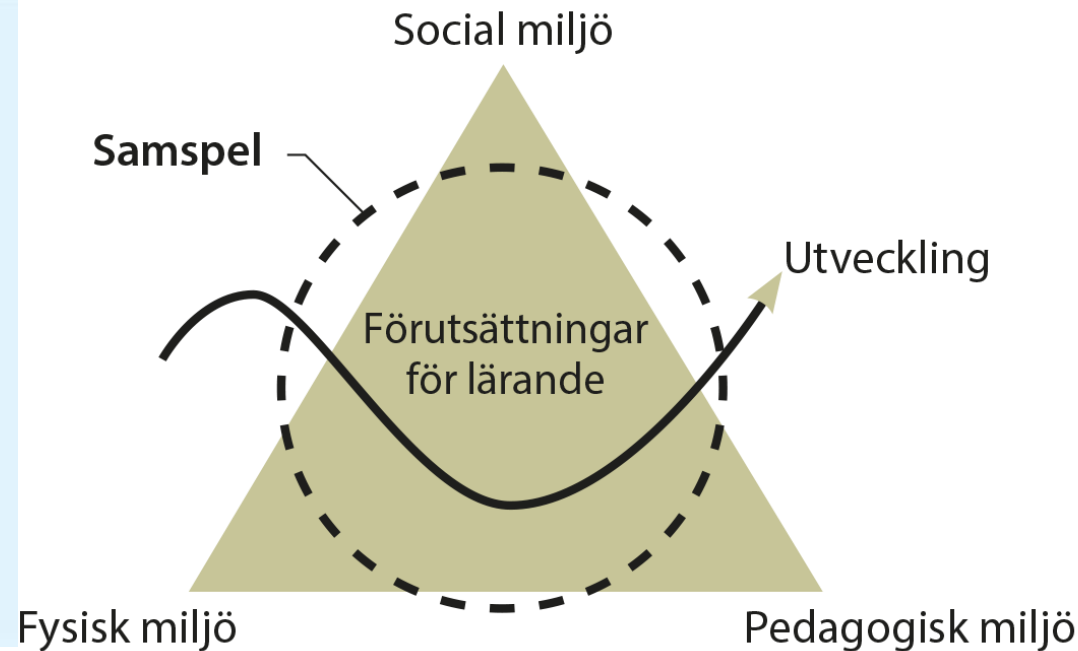 Social miljö
Samspel
Utveckling
Förutsättningar
för lärande
Fysisk miljö
Pedagogisk miljö